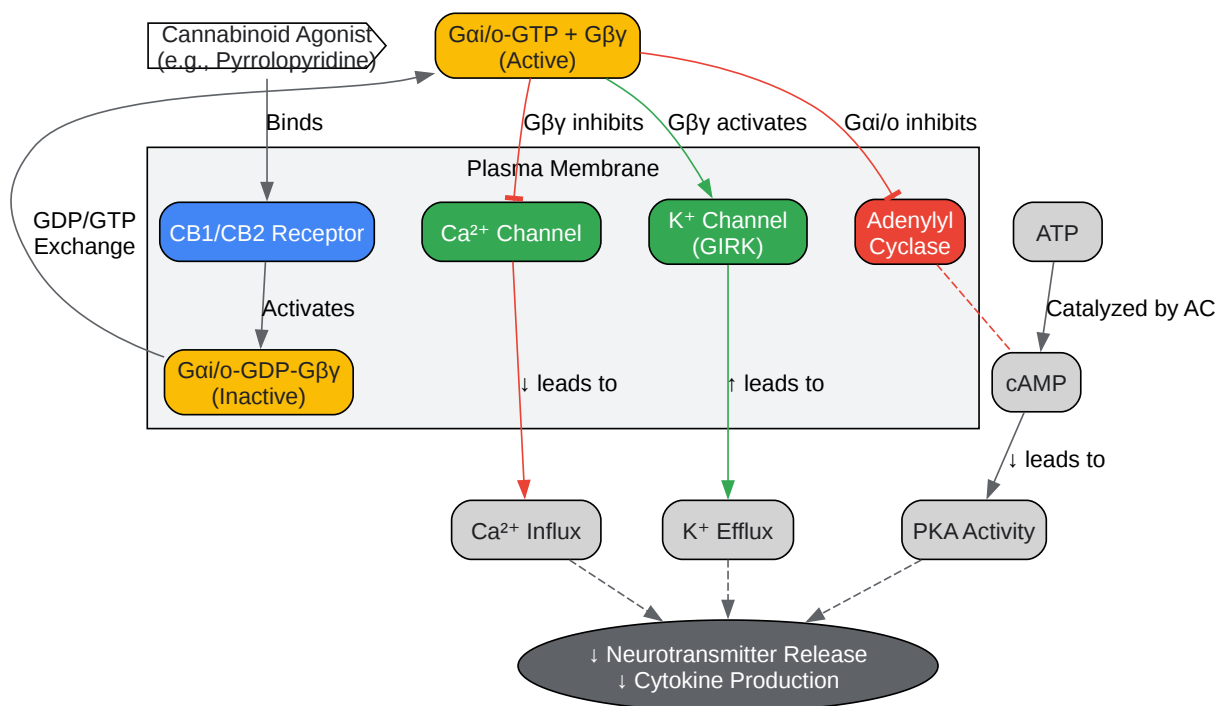 Cannabinoid Agonist
(e.g., Pyrrolopyridine)
Gαi/o-GTP + Gβγ
(Active)
Binds
Gβγ inhibits
Gβγ activates
Gαi/o inhibits
Plasma Membrane
GDP/GTP
Exchange
CB1/CB2 Receptor
Ca²⁺ Channel
K⁺ Channel
(GIRK)
Adenylyl
Cyclase
ATP
Activates
Catalyzed by AC
Gαi/o-GDP-Gβγ
(Inactive)
↓ leads to
↑ leads to
cAMP
↓ leads to
Ca²⁺ Influx
K⁺ Efflux
PKA Activity
↓ Neurotransmitter Release
↓ Cytokine Production